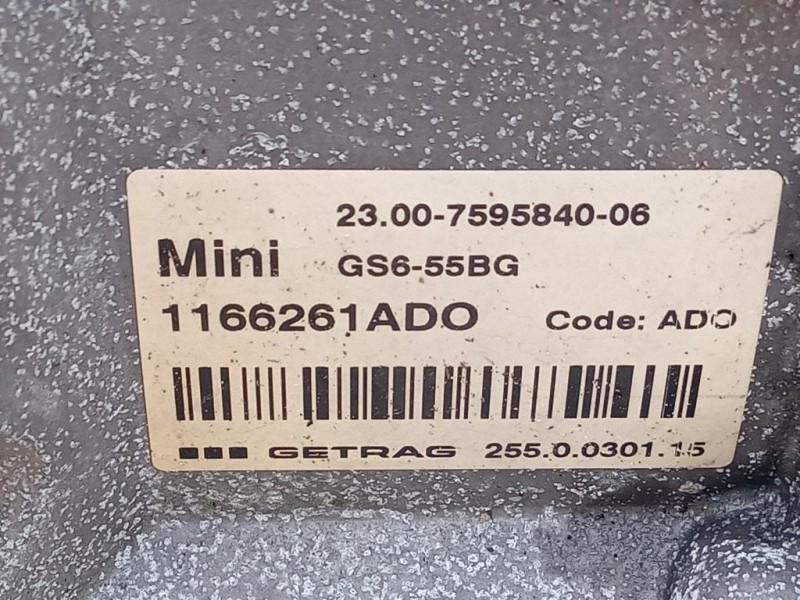 23.00-7595840-06
Mini GS6-55BG
1166261ADO Code: ADO
GETRAG 255.0.0301.15